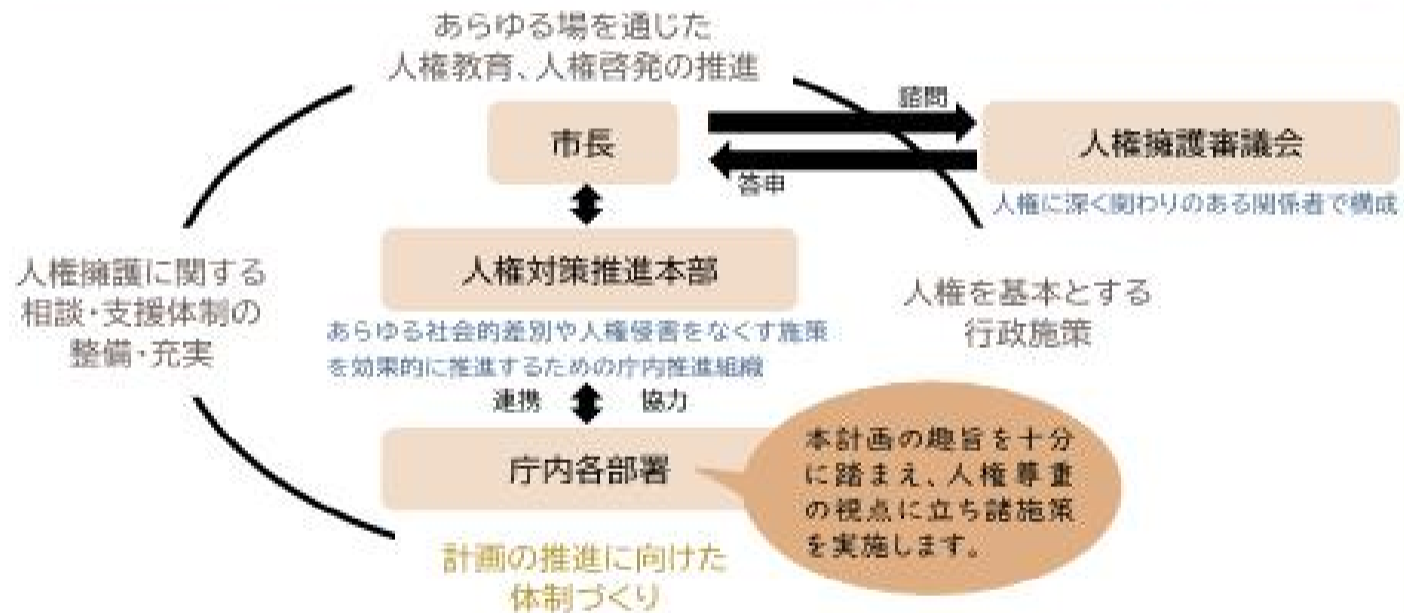 あらゆる場を通じた
人権教育、人権啓発の推進
市長
諮問
答申
人権擁護審議会
人権に深く関わりのある関係者で構成
人権対策推進本部
あらゆる社会的差別や人権侵害をなくす施策
を効果的に推進するための庁内推進組織
人権擁護に関する
相談・支援体制の
整備・充実
人権を基本とする
行政施策
連携
協力
庁内各部署
本計画の趣旨を十分
に踏まえ、人権尊重
の視点に立ち諸施策
を実施します。
計画の推進に向けた
体制づくり